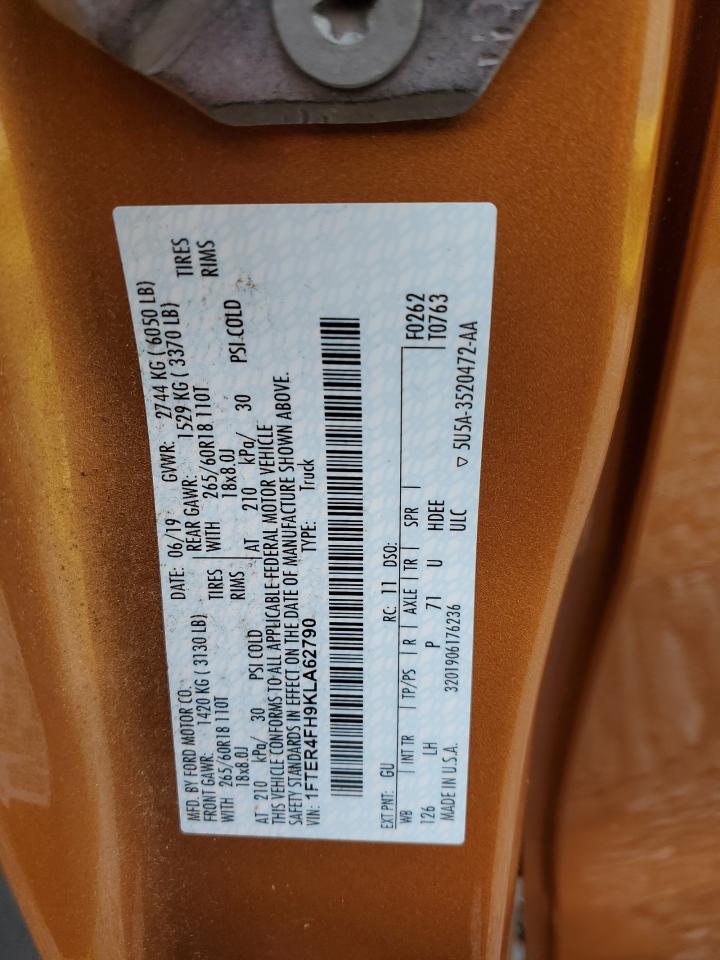 MFD. BY FORD MOTOR CO. DATE: 06/19 GVWR: 2744 KG ( 6050 LB)
FRONT GAWR: 1420 KG ( 3130 LB) REAR GAWR: 1529 KG ( 3370 LB)
WITH 265/60R18 110T TIRES WITH 265/60R18 110T TIRES
18x8.0J RIMS 18x8.0J RIMS
AT 210 kPa/ 30 PSI COLD AT 210 kPa/ 30 PSI COLD
THIS VEHICLE CONFORMS TO ALL APPLICABLE FEDERAL MOTOR VEHICLE
SAFETY STANDARDS IN EFFECT ON THE DATE OF MANUFACTURE SHOWN ABOVE.
VIN: 1FTER4FH9KLA62790 TYPE: Truck
EXT PNT: GU RC: 11 DSO: F0262
WB INT TR TP/PS R AXLE TR SPR T0763
126 LH P 71 U HDEE
MADE IN U.S.A. 3201906176236 ULC ▽ 5U5A-3520472-AA